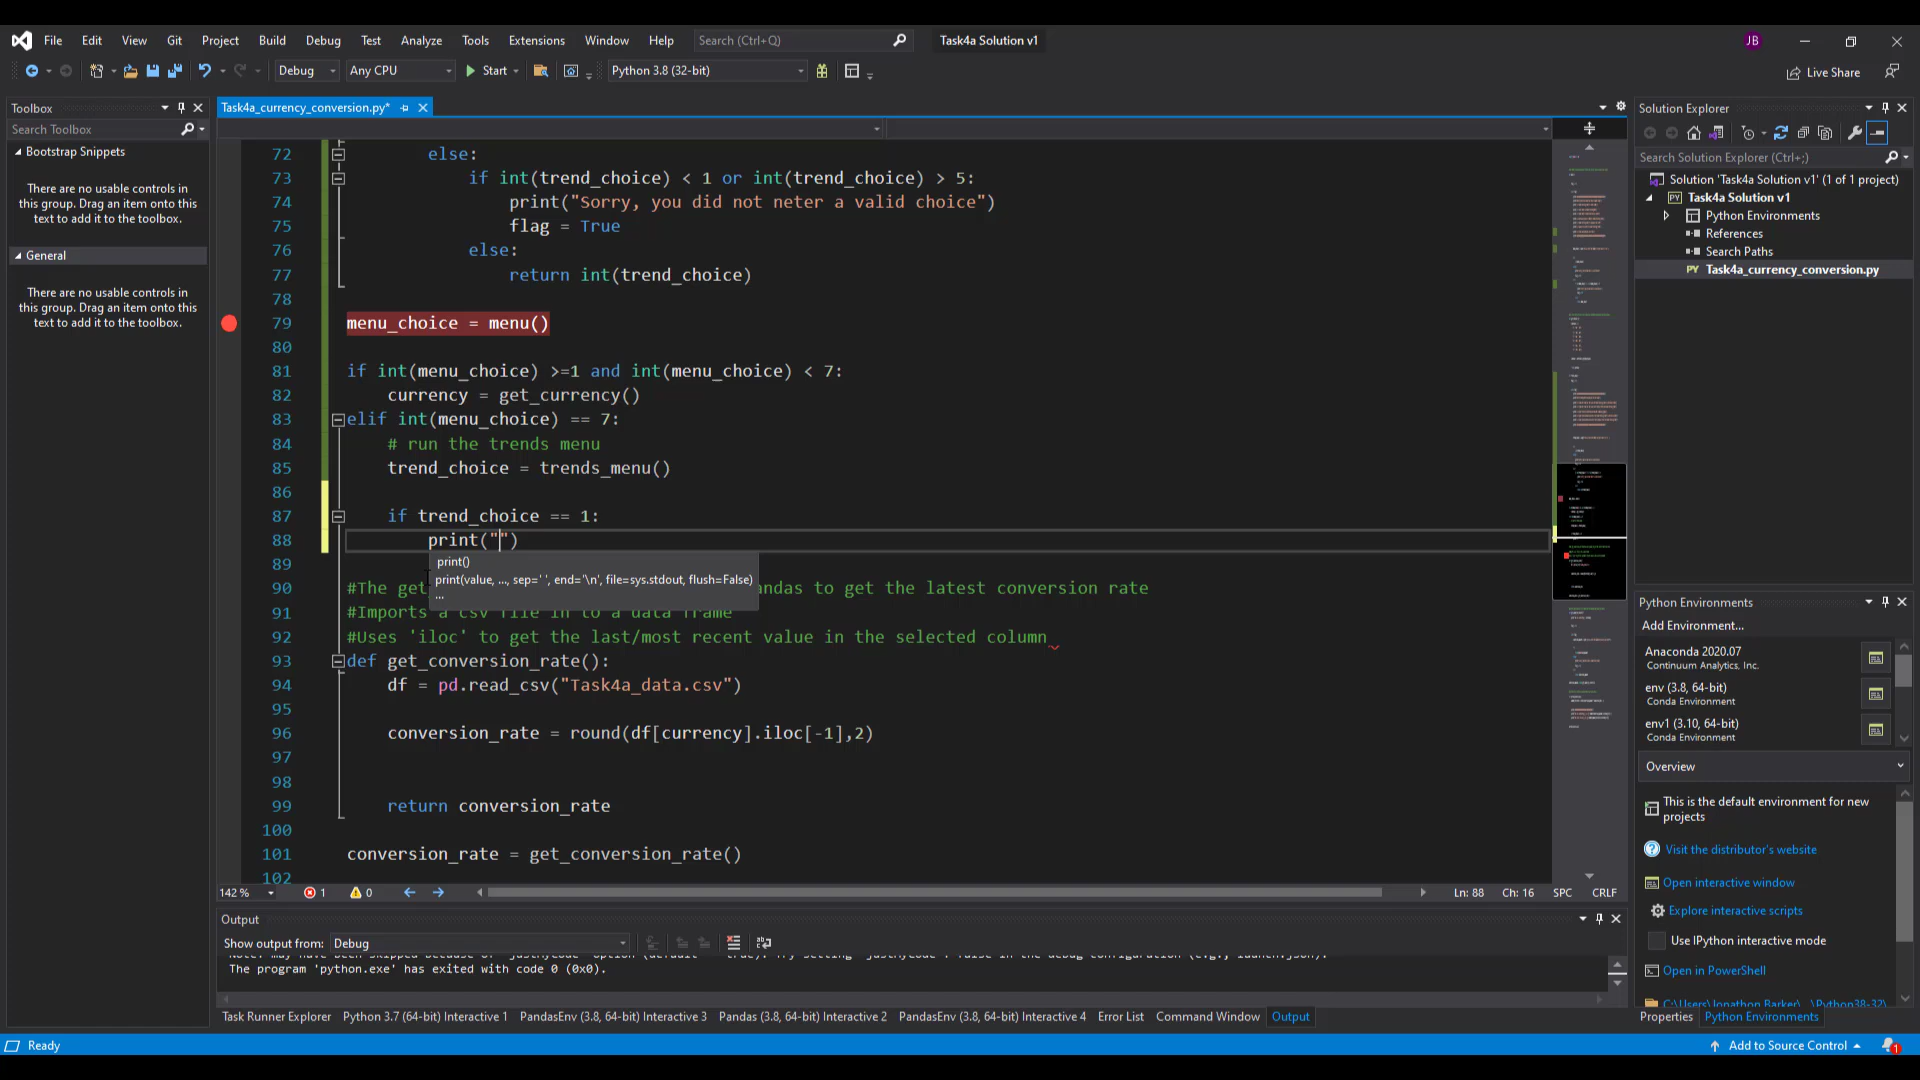 File Edit View Git Project Build Debug Test Analyze Tools Extensions Window Help Search (Ctrl+Q) Task4a Solution v1 JB
Debug Any CPU Start Python 3.8 (32-bit) Live Share
Toolbox
Search Toolbox
Bootstrap Snippets
There are no usable controls in
this group. Drag an item onto this
text to add it to the toolbox.
General
There are no usable controls in
this group. Drag an item onto this
text to add it to the toolbox.
Task4a_currency_conversion.py*
72 else:
73 if int(trend_choice) < 1 or int(trend_choice) > 5:
74 print("Sorry, you did not neter a valid choice")
75 flag = True
76 else:
77 return int(trend_choice)
78
79 menu_choice = menu()
80
81 if int(menu_choice) >=1 and int(menu_choice) < 7:
82 currency = get_currency()
83 elif int(menu_choice) == 7:
84 # run the trends menu
85 trend_choice = trends_menu()
86
87 if trend_choice == 1:
88 print("")
print()
print(value, ..., sep=' ', end='\n', file=sys.stdout, flush=False)
...
89
90 #The get andas to get the latest conversion rate
91 #Imports a csv file in to a data frame
92 #Uses 'iloc' to get the last/most recent value in the selected column
93 def get_conversion_rate():
94 df = pd.read_csv("Task4a_data.csv")
95
96 conversion_rate = round(df[currency].iloc[-1],2)
97
98
99 return conversion_rate
100
101 conversion_rate = get_conversion_rate()
102
142 % 1 0 Ln: 88 Ch: 16 SPC CRLF
Output
Show output from: Debug
The program 'python.exe' has exited with code 0 (0x0).
Task Runner Explorer Python 3.7 (64-bit) Interactive 1 PandasEnv (3.8, 64-bit) Interactive 3 Pandas (3.8, 64-bit) Interactive 2 PandasEnv (3.8, 64-bit) Interactive 4 Error List Command Window Output
Solution Explorer
Search Solution Explorer (Ctrl+;)
Solution 'Task4a Solution v1' (1 of 1 project)
PY Task4a Solution v1
Python Environments
References
Search Paths
PY Task4a_currency_conversion.py
Python Environments
Add Environment...
Anaconda 2020.07
Continuum Analytics, Inc.
env (3.8, 64-bit)
Conda Environment
env1 (3.10, 64-bit)
Conda Environment
Overview
This is the default environment for new
projects
Visit the distributor's website
Open interactive window
Explore interactive scripts
Use IPython interactive mode
Open in PowerShell
C:\Users\Jonathon Barker\...\Python38-32\
Properties Python Environments
Ready Add to Source Control 1